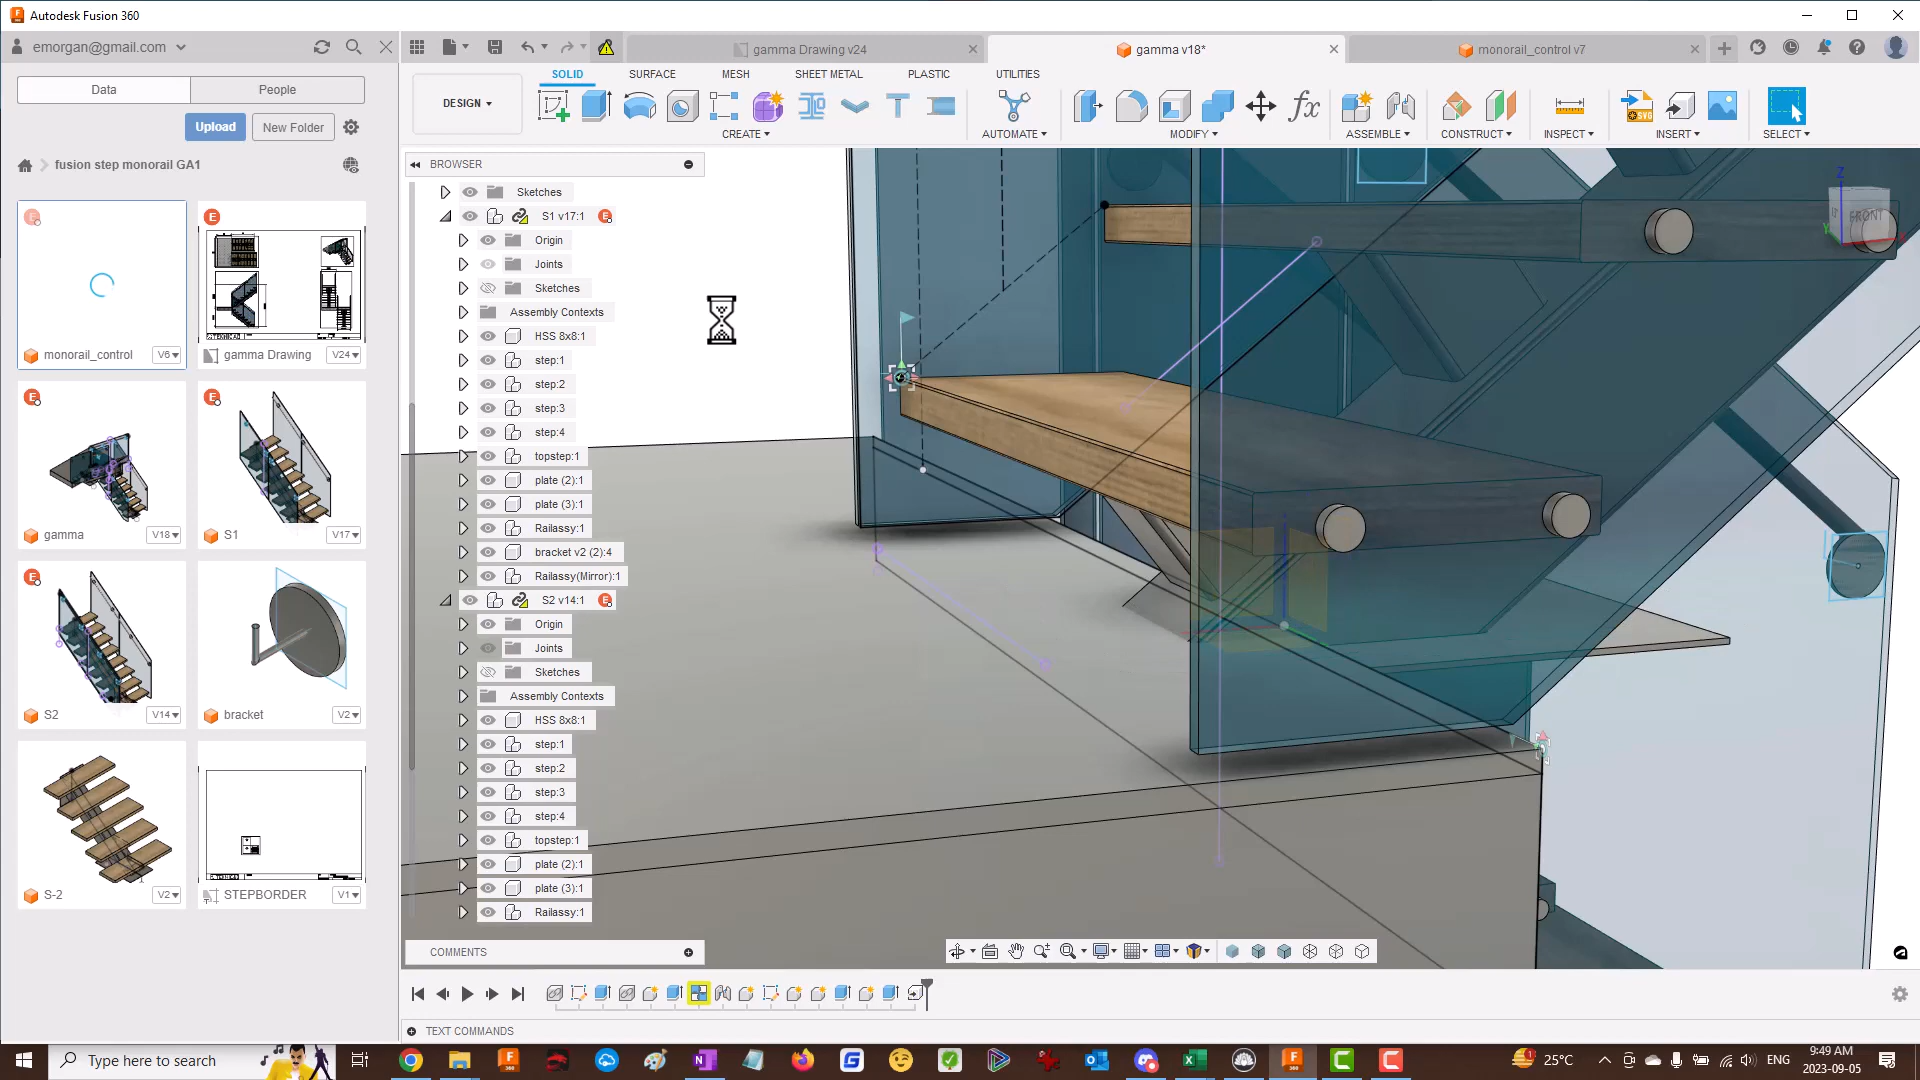 Autodesk Fusion 360
emorgan@gmail.com
gamma Drawing v24
gamma v18*
monorail_control v7
Data
People
Upload
New Folder
fusion step monorail GA1
SOLID
SURFACE
MESH
SHEET METAL
PLASTIC
UTILITIES
DESIGN
CREATE
AUTOMATE
MODIFY
ASSEMBLE
CONSTRUCT
INSPECT
INSERT
SELECT
BROWSER
Sketches
S1 v17:1
Origin
Joints
Sketches
Assembly Contexts
HSS 8x8:1
step:1
step:2
step:3
step:4
topstep:1
plate (2):1
plate (3):1
Railassy:1
bracket v2 (2):4
Railassy(Mirror):1
S2 v14:1
Origin
Joints
Sketches
Assembly Contexts
HSS 8x8:1
step:1
step:2
step:3
step:4
topstep:1
plate (2):1
plate (3):1
Railassy:1
COMMENTS
monorail_control V6
gamma Drawing V24
gamma V18
S1 V17
S2 V14
bracket V2
S-2 V2
STEPBORDER V1
Z
FRONT
TEXT COMMANDS
Type here to search
25°C
ENG
9:49 AM
2023-09-05